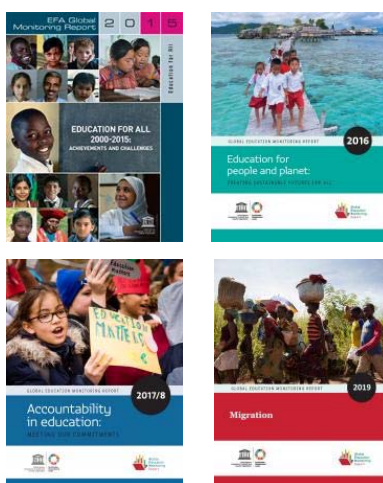 EFA Global
Monitoring Report
2 0 1 5
Education for All
EDUCATION FOR ALL
2000-2015:
ACHIEVEMENTS AND CHALLENGES
GLOBAL EDUCATION MONITORING REPORT
2016
Education for
people and planet:
CREATING SUSTAINABLE FUTURES FOR ALL
Global
Education
Monitoring
Report
Education
EDUCATION
MATTERS
GLOBAL EDUCATION MONITORING REPORT
2017/8
Accountability
in education:
MEETING OUR COMMITMENTS
Global
Education
Monitoring
Report
GLOBAL EDUCATION MONITORING REPORT
2019
Migration
Global
Education
Monitoring
Report